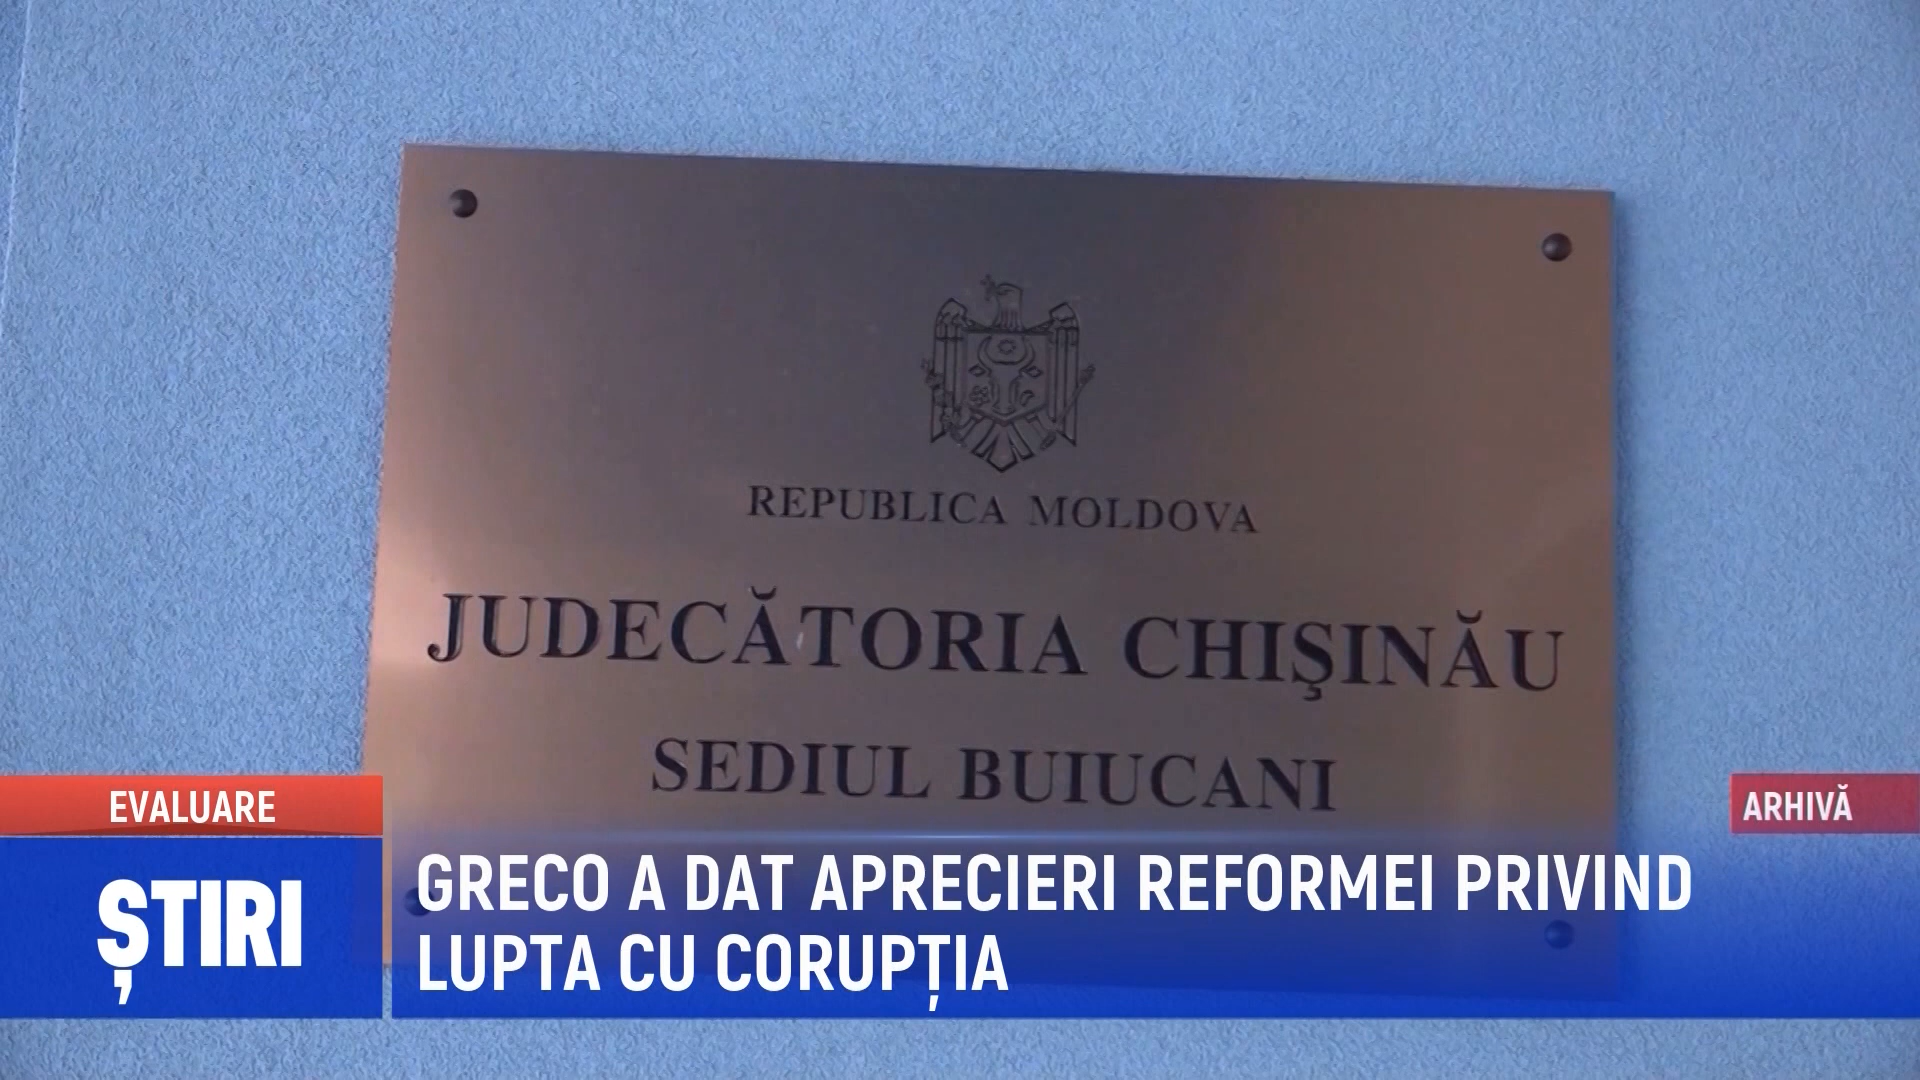 REPUBLICA MOLDOVA
JUDECĂTORIA CHIŞINĂU
SEDIUL BUIUCANI
EVALUARE
ARHIVĂ
ȘTIRI
GRECO A DAT APRECIERI REFORMEI PRIVIND
LUPTA CU CORUPȚIA